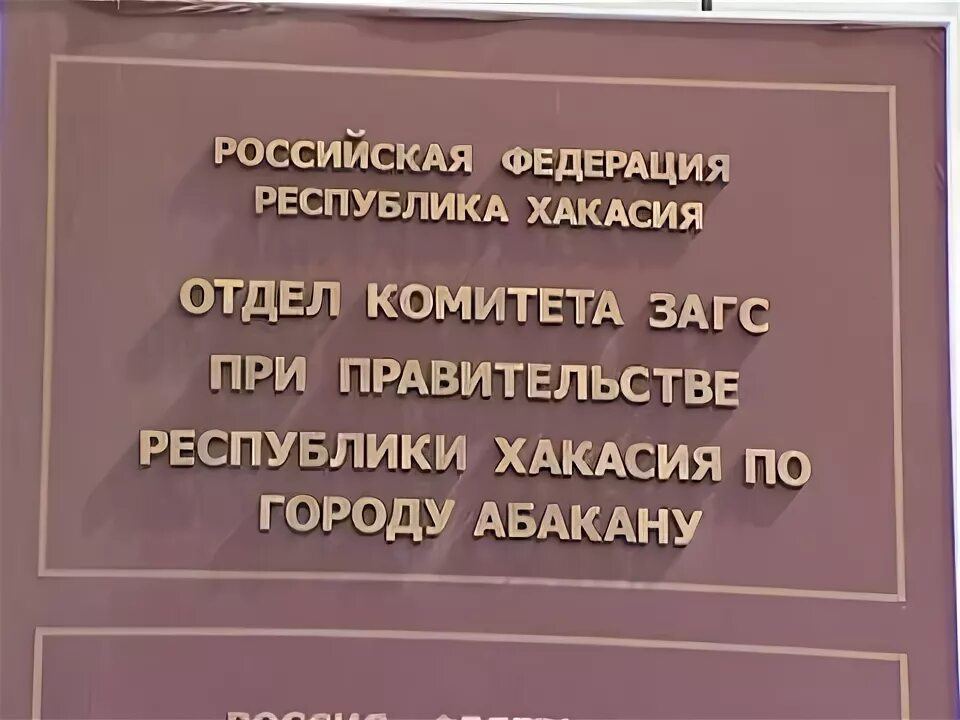 РОССИЙСКАЯ ФЕДЕРАЦИЯ
РЕСПУБЛИКА ХАКАСИЯ
ОТДЕЛ КОМИТЕТА ЗАГС
ПРИ ПРАВИТЕЛЬСТВЕ
РЕСПУБЛИКИ ХАКАСИЯ ПО
ГОРОДУ АБАКАНУ